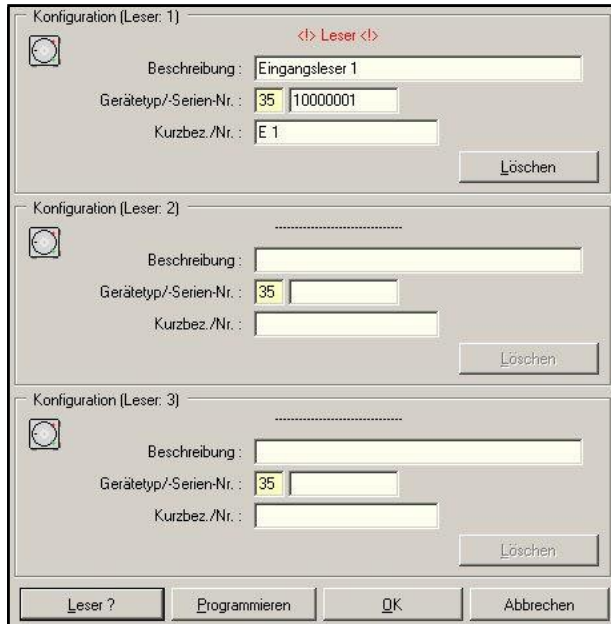 Konfiguration (Leser: 1)
<!> Leser <!>
Beschreibung : Eingangsleser 1
Gerätetyp/-Serien-Nr. : 35 10000001
Kurzbez./Nr. : E 1
Löschen
Konfiguration (Leser: 2)
-------------------------------
Beschreibung :
Gerätetyp/-Serien-Nr. : 35
Kurzbez./Nr. :
Löschen
Konfiguration (Leser: 3)
-------------------------------
Beschreibung :
Gerätetyp/-Serien-Nr. : 35
Kurzbez./Nr. :
Löschen
Leser ? Programmieren OK Abbrechen